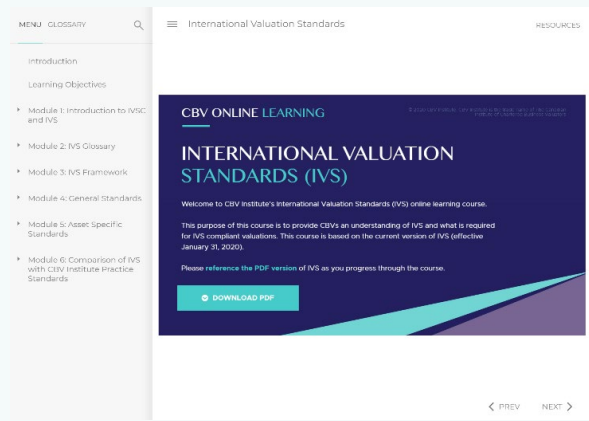 MENU GLOSSARY
International Valuation Standards
RESOURCES
Introduction
Learning Objectives
Module 1: Introduction to IVSC
and IVS
Module 2: IVS Glossary
Module 3: IVS Framework
Module 4: General Standards
Module 5: Asset Specific
Standards
Module 6: Comparison of IVS
with CBV Institute Practice
Standards
CBV ONLINE LEARNING
INTERNATIONAL VALUATION
STANDARDS (IVS)
Welcome to CBV Institute's International Valuation Standards (IVS) online learning course.
This purpose of this course is to provide CBVs an understanding of IVS and what is required
for IVS compliant valuations. This course is based on the current version of IVS (effective
January 31, 2020).
Please reference the PDF version of IVS as you progress through the course.
DOWNLOAD PDF
PREV NEXT